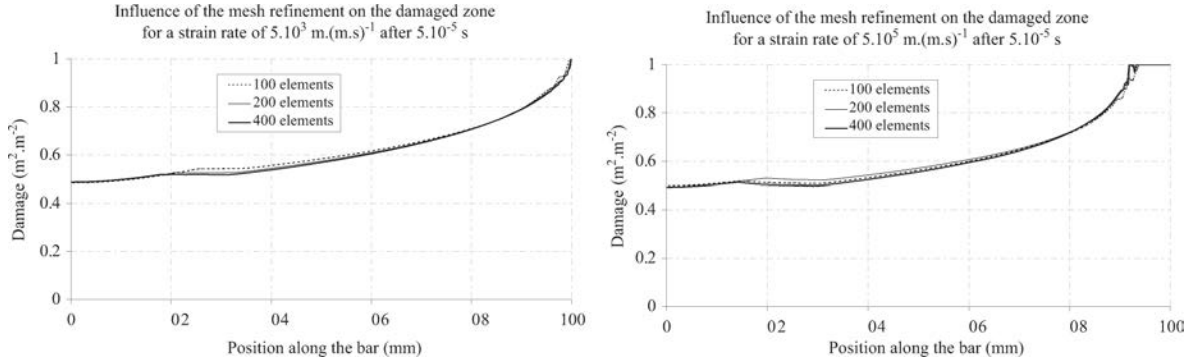 Influence of the mesh refinement on the damaged zone
for a strain rate of 5.10³ m.(m.s)⁻¹ after 5.10⁻⁵ s
1
0.8
0.6
0.4
0.2
0
100 elements
200 elements
400 elements
Damage (m².m⁻²)
0
02
04
06
08
100
Position along the bar (mm)
Influence of the mesh refinement on the damaged zone
for a strain rate of 5.10⁵ m.(m.s)⁻¹ after 5.10⁻⁵ s
1
0.8
0.6
0.4
0.2
0
100 elements
200 elements
400 elements
Damage (m².m⁻²)
0
02
04
06
08
100
Position along the bar (mm)